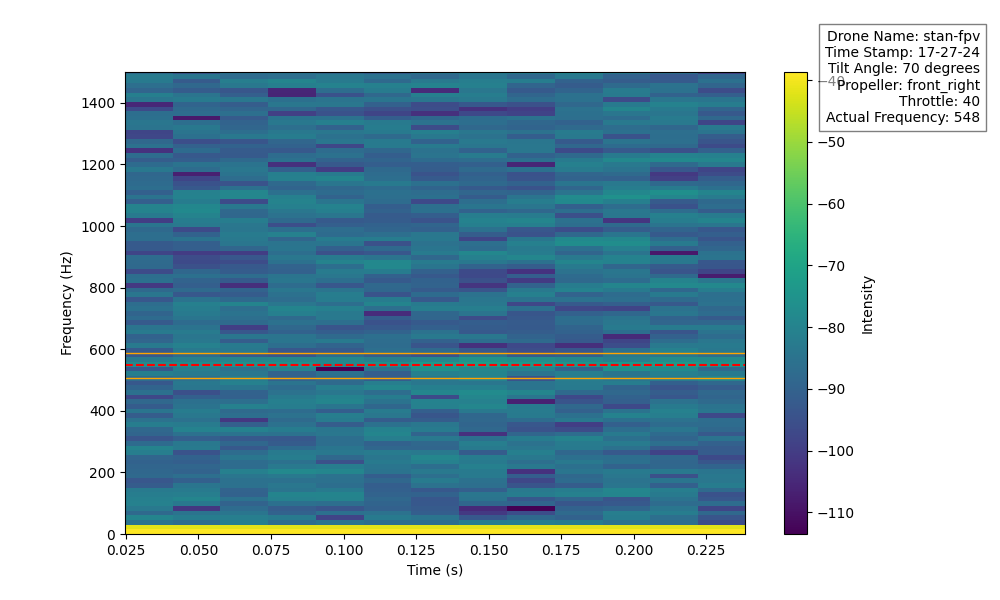 Drone Name: stan-fpv
Time Stamp: 17-27-24
Tilt Angle: 70 degrees
Propeller: front_right
Throttle: 40
Actual Frequency: 548
1400
1200
1000
800
600
400
200
0
Frequency (Hz)
0.025
0.050
0.075
0.100
0.125
0.150
0.175
0.200
0.225
Time (s)
−40
−50
−60
−70
−80
−90
−100
−110
Intensity